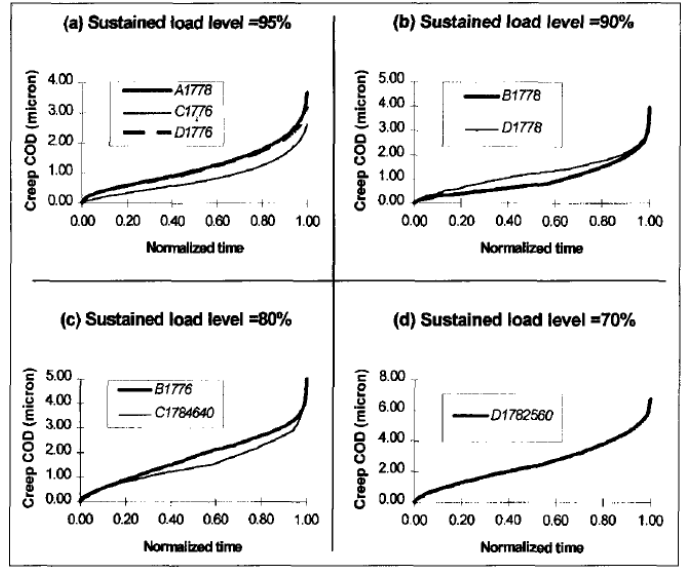 (a) Sustained load level =95%
4.00
3.00
2.00
1.00
0.00
Creep COD (micron)
A1778
C1776
D1776
0.00 0.20 0.40 0.60 0.80 1.00
Normalized time
(b) Sustained load level =90%
5.00
4.00
3.00
2.00
1.00
0.00
Creep COD (micron)
B1778
D1778
0.00 0.20 0.40 0.60 0.80 1.00
Normalized time
(c) Sustained load level =80%
5.00
4.00
3.00
2.00
1.00
0.00
Creep COD (micron)
B1776
C1784640
0.00 0.20 0.40 0.60 0.80 1.00
Normalized time
(d) Sustained load level =70%
8.00
6.00
4.00
2.00
0.00
Creep COD (micron)
D1782560
0.00 0.20 0.40 0.60 0.80 1.00
Normalized time